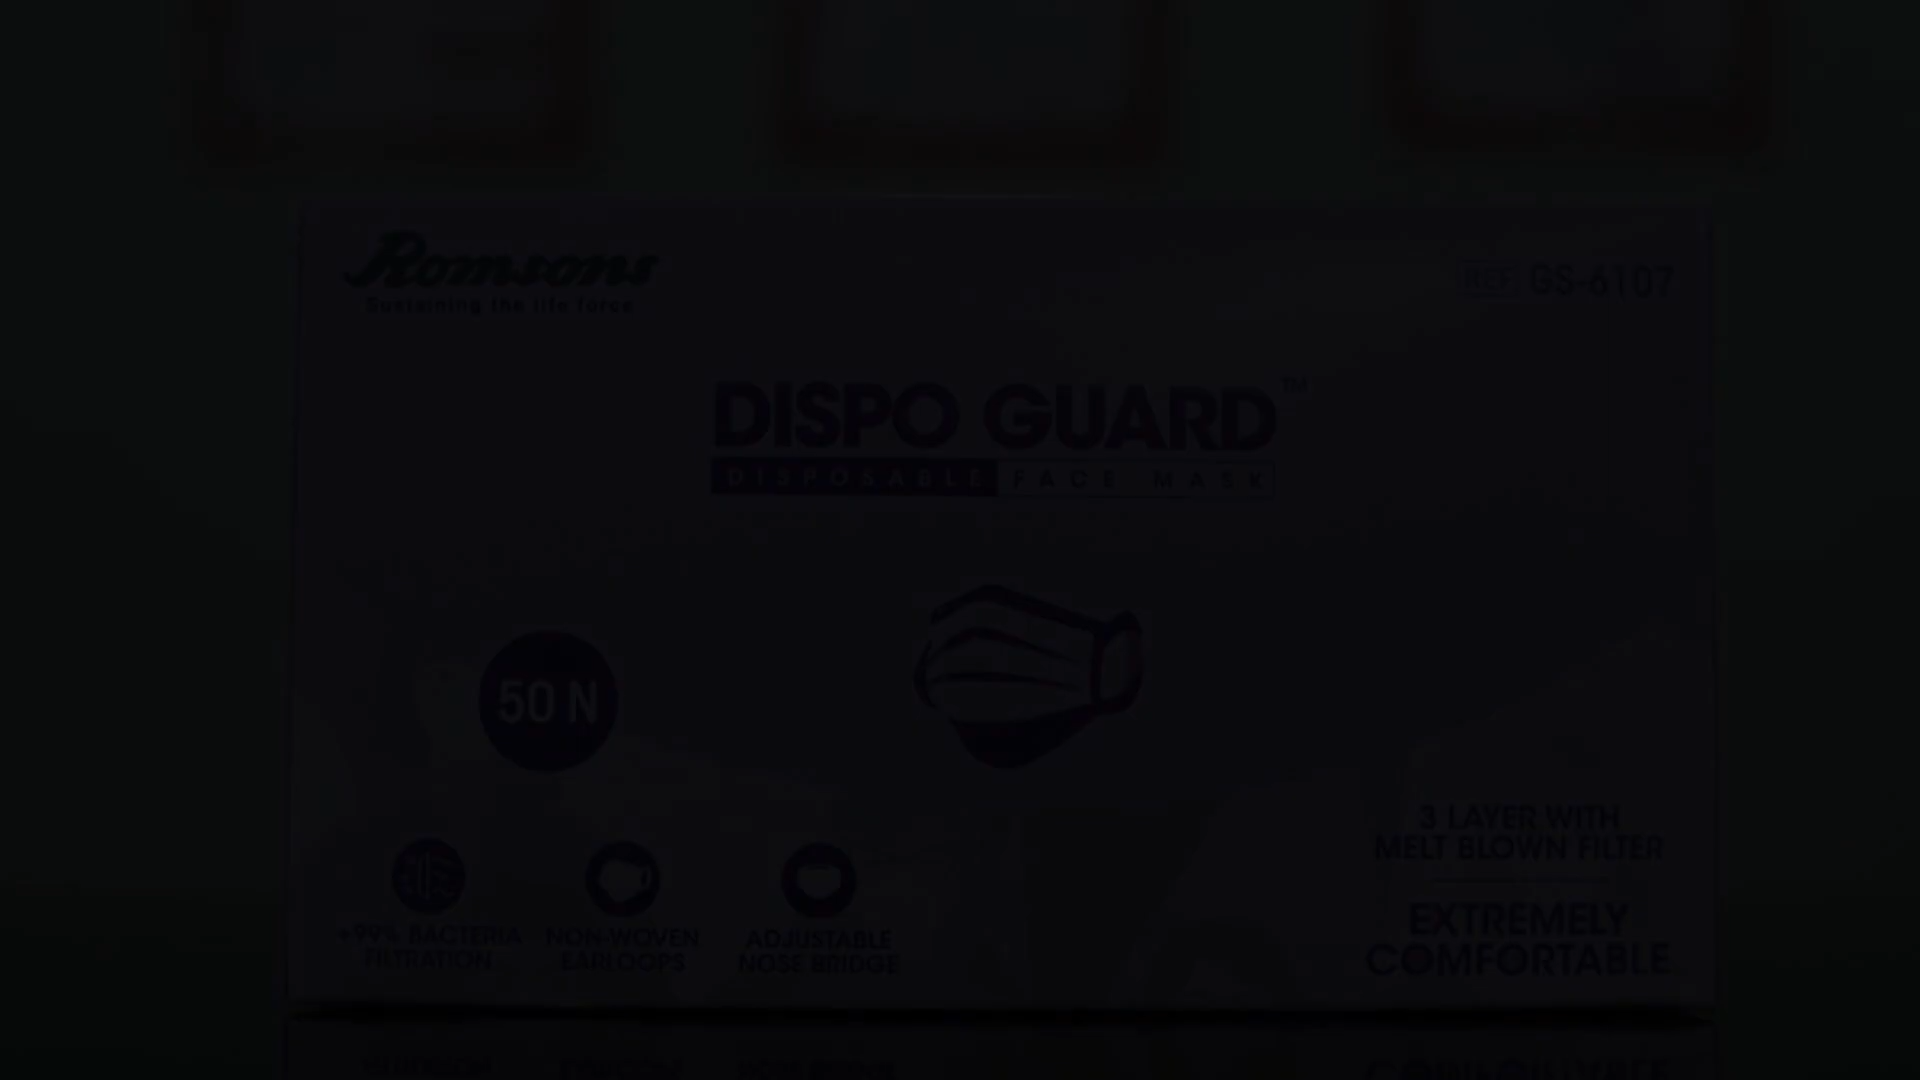 Romsons
Sustaining the life force
REF GS-6107
DISPO GUARD™
DISPOSABLE FACE MASK
50 N
3 LAYER WITH
MELT BLOWN FILTER
EXTREMELY
COMFORTABLE
+99% BACTERIA
FILTRATION
NON-WOVEN
EARLOOPS
ADJUSTABLE
NOSE BRIDGE